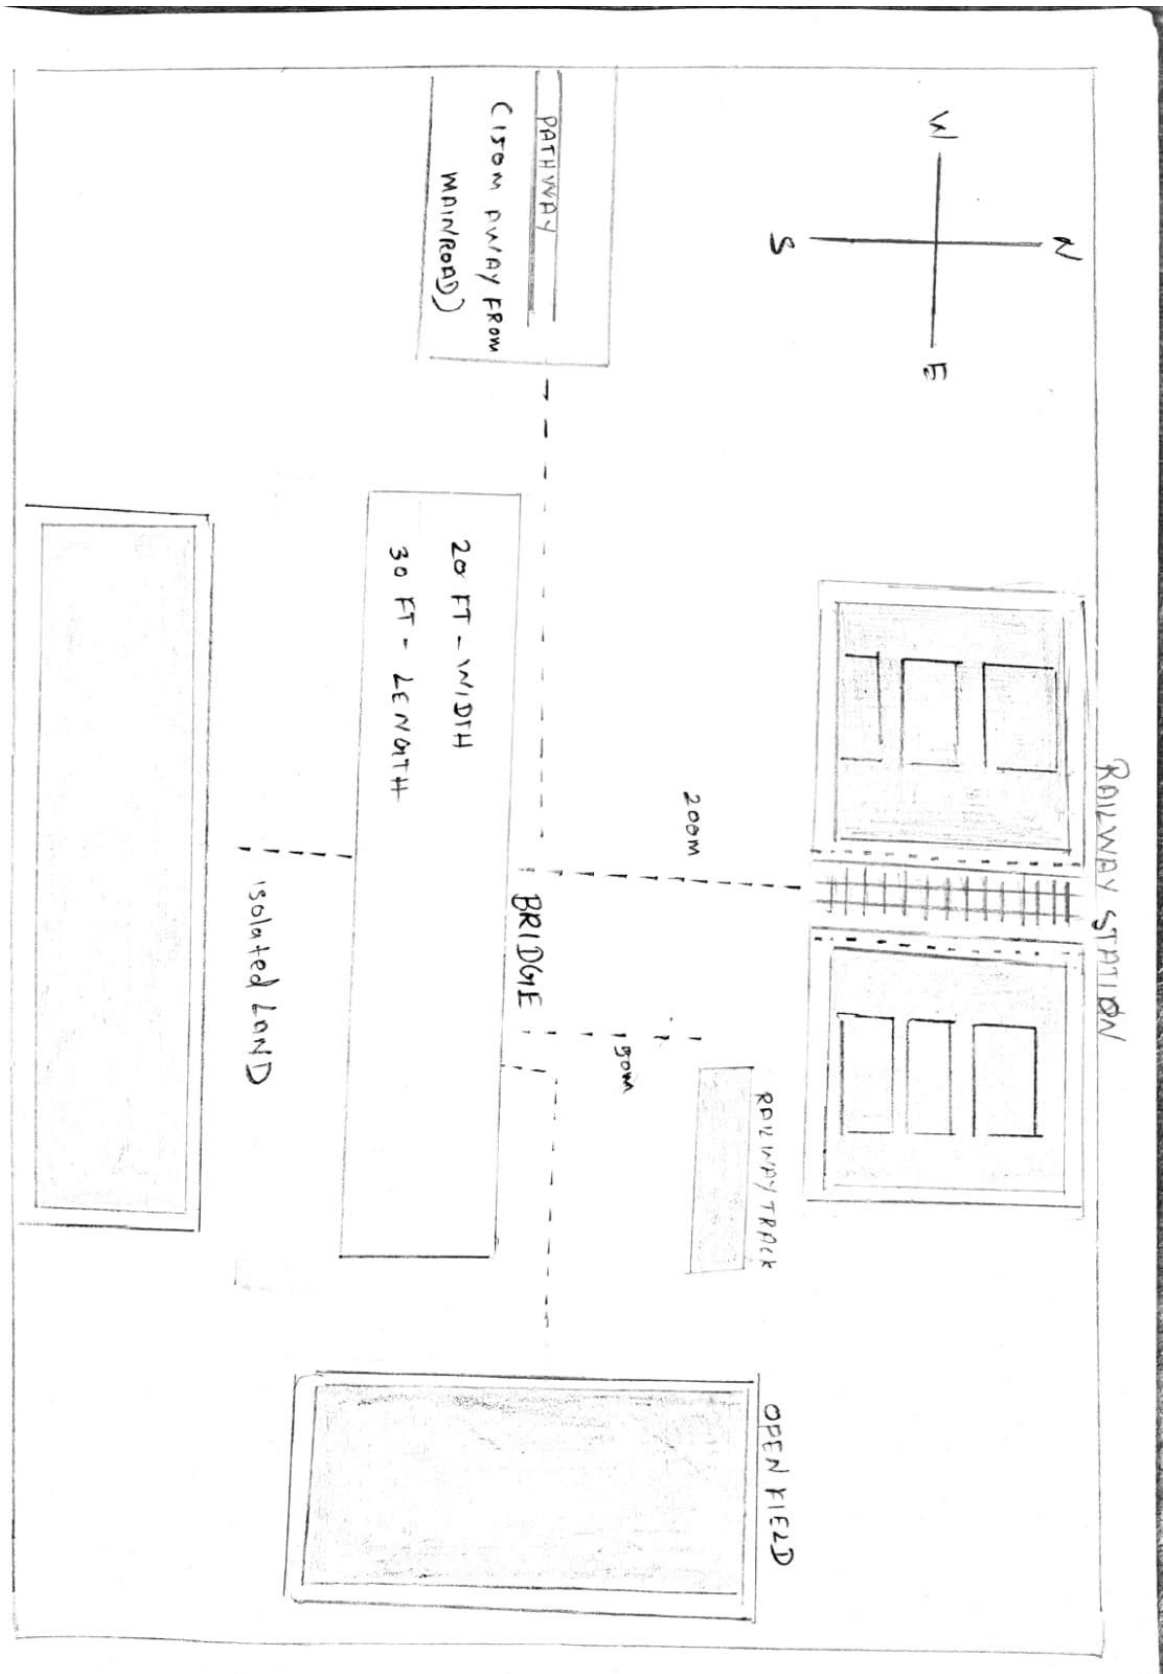 RAILWAY STATION
N
W
E
S
OPEN FIELD
RAILWAY TRACK
200m
50m
PATHWAY
(150m AWAY FROM
MAINROAD)
BRIDGE
20 FT - WIDTH
30 FT - LENGTH
isolated LAND